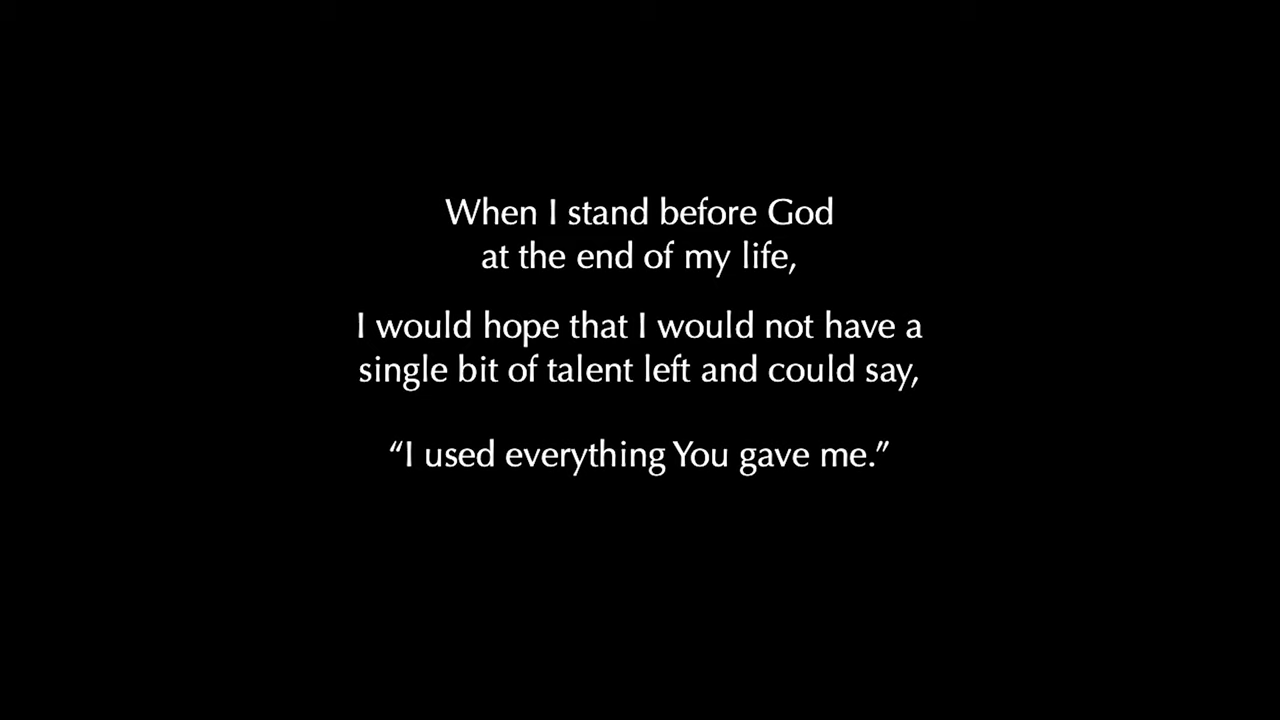 When I stand before God
at the end of my life,
I would hope that I would not have a
single bit of talent left and could say,
“I used everything You gave me.”